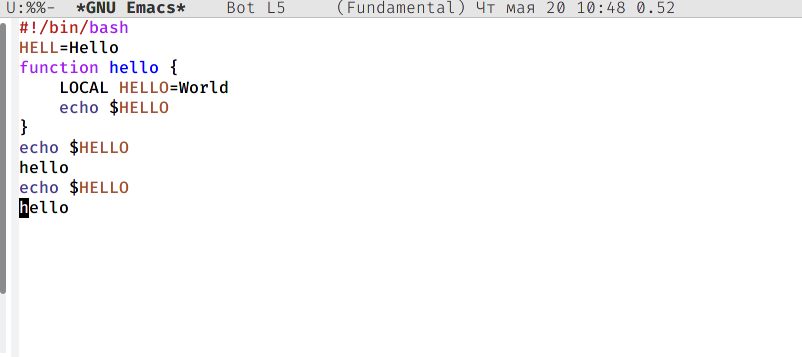 U:%%-  *GNU Emacs*    Bot L5     (Fundamental) Чт мая 20 10:48 0.52
#!/bin/bash
HELL=Hello
function hello {
    LOCAL HELLO=World
    echo $HELLO
}
echo $HELLO
hello
echo $HELLO
hello